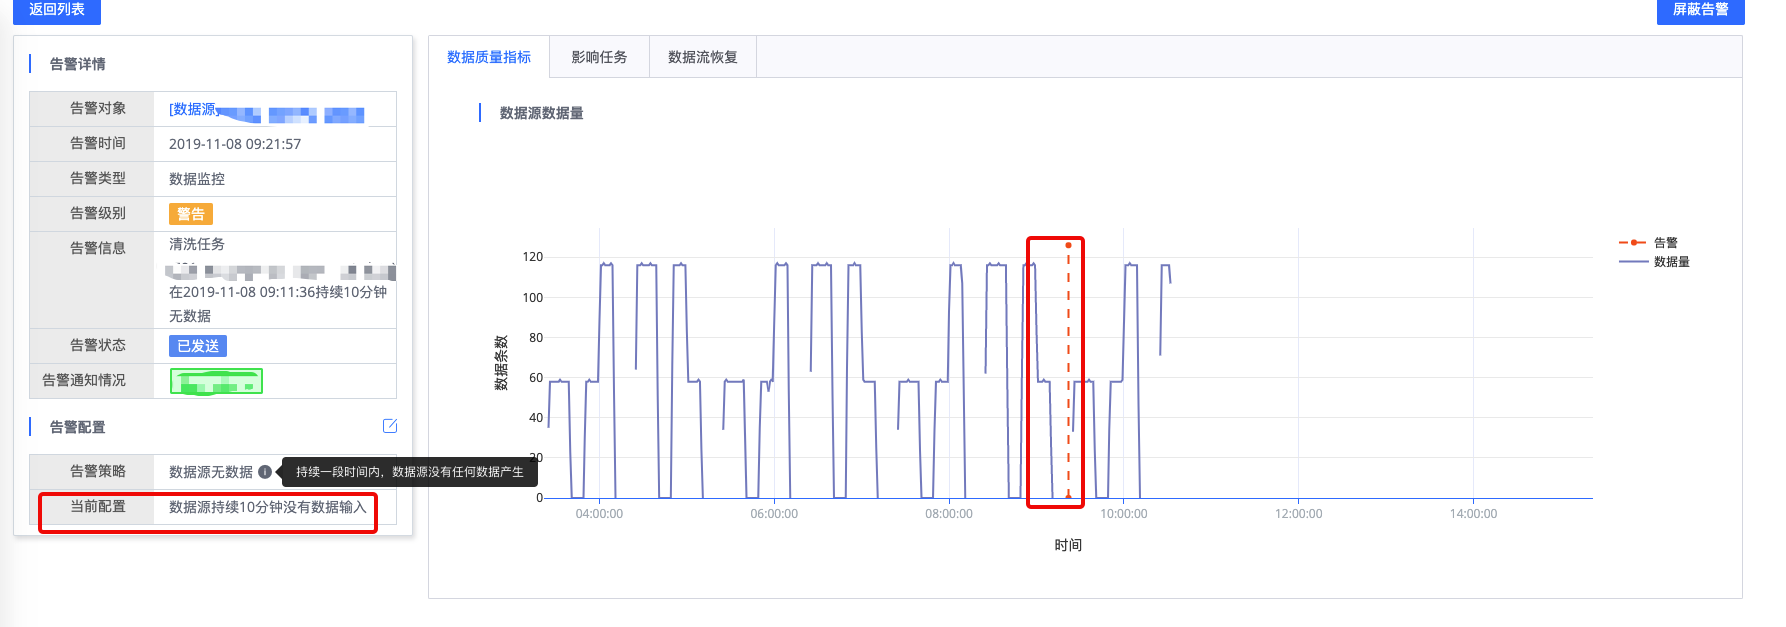 返回列表
屏蔽告警
告警详情
告警对象 [数据源]
告警时间 2019-11-08 09:21:57
告警类型 数据监控
告警级别 警告
告警信息 清洗任务
在2019-11-08 09:11:36持续10分钟
无数据
告警状态 已发送
告警通知情况
告警配置
告警策略 数据源无数据
持续一段时间内，数据源没有任何数据产生
当前配置 数据源持续10分钟没有数据输入
数据质量指标 影响任务 数据流恢复
数据源数据量
告警
数据量
数据条数
120
100
80
60
40
20
0
04:00:00 06:00:00 08:00:00 10:00:00 12:00:00 14:00:00
时间